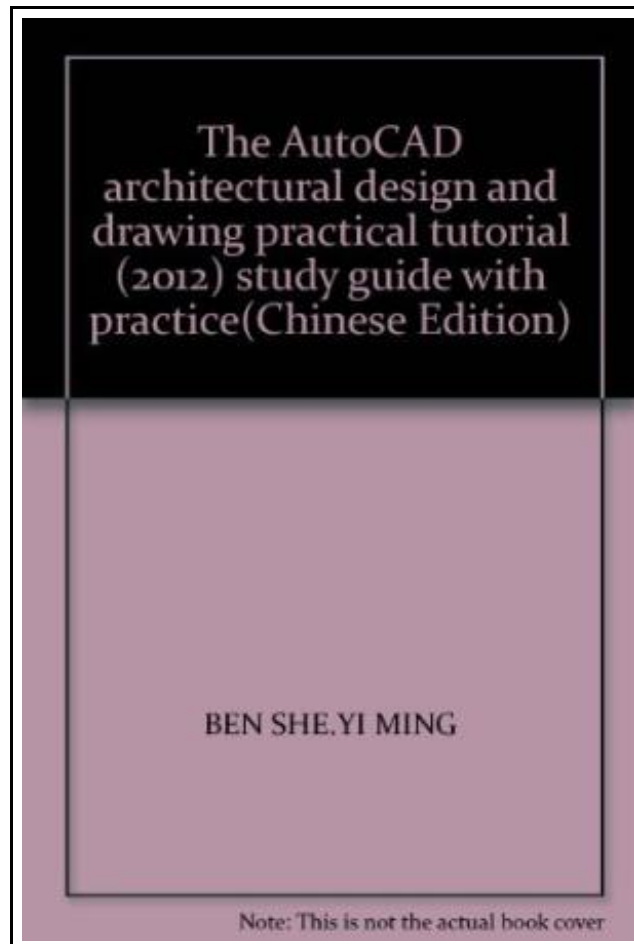 The AutoCAD
architectural design and
drawing practical tutorial
(2012) study guide with
practice(Chinese Edition)
BEN SHE.YI MING
Note: This is not the actual book cover